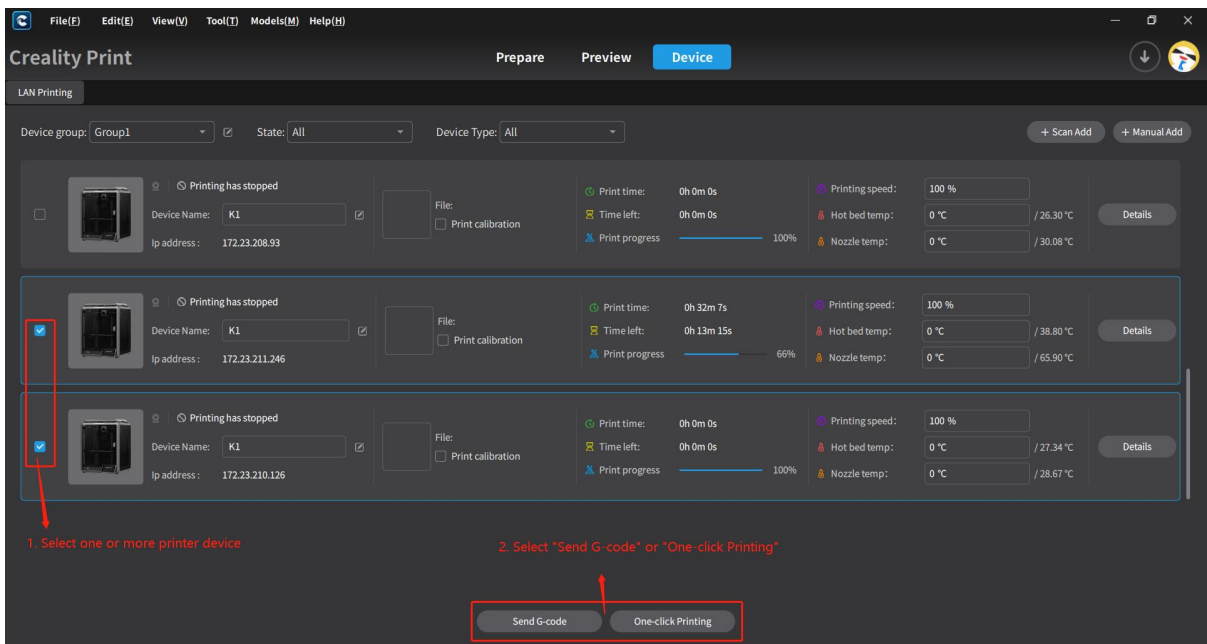 File(F) Edit(E) View(V) Tool(T) Models(M) Help(H)
Creality Print
Prepare Preview Device
LAN Printing
Device group: Group1 State: All Device Type: All + Scan Add + Manual Add
Printing has stopped
Device Name: K1
Ip address : 172.23.208.93
File:
Print calibration
Print time: 0h 0m 0s
Time left: 0h 0m 0s
Print progress 100%
Printing speed: 100 %
Hot bed temp: 0 °C / 26.30 °C
Nozzle temp: 0 °C / 30.08 °C
Details
Printing has stopped
Device Name: K1
Ip address : 172.23.211.246
File:
Print calibration
Print time: 0h 32m 7s
Time left: 0h 13m 15s
Print progress 66%
Printing speed: 100 %
Hot bed temp: 0 °C / 38.80 °C
Nozzle temp: 0 °C / 65.90 °C
Details
Printing has stopped
Device Name: K1
Ip address : 172.23.210.126
File:
Print calibration
Print time: 0h 0m 0s
Time left: 0h 0m 0s
Print progress 100%
Printing speed: 100 %
Hot bed temp: 0 °C / 27.34 °C
Nozzle temp: 0 °C / 28.67 °C
Details
1. Select one or more printer device
2. Select "Send G-code" or "One-click Printing"
Send G-code One-click Printing